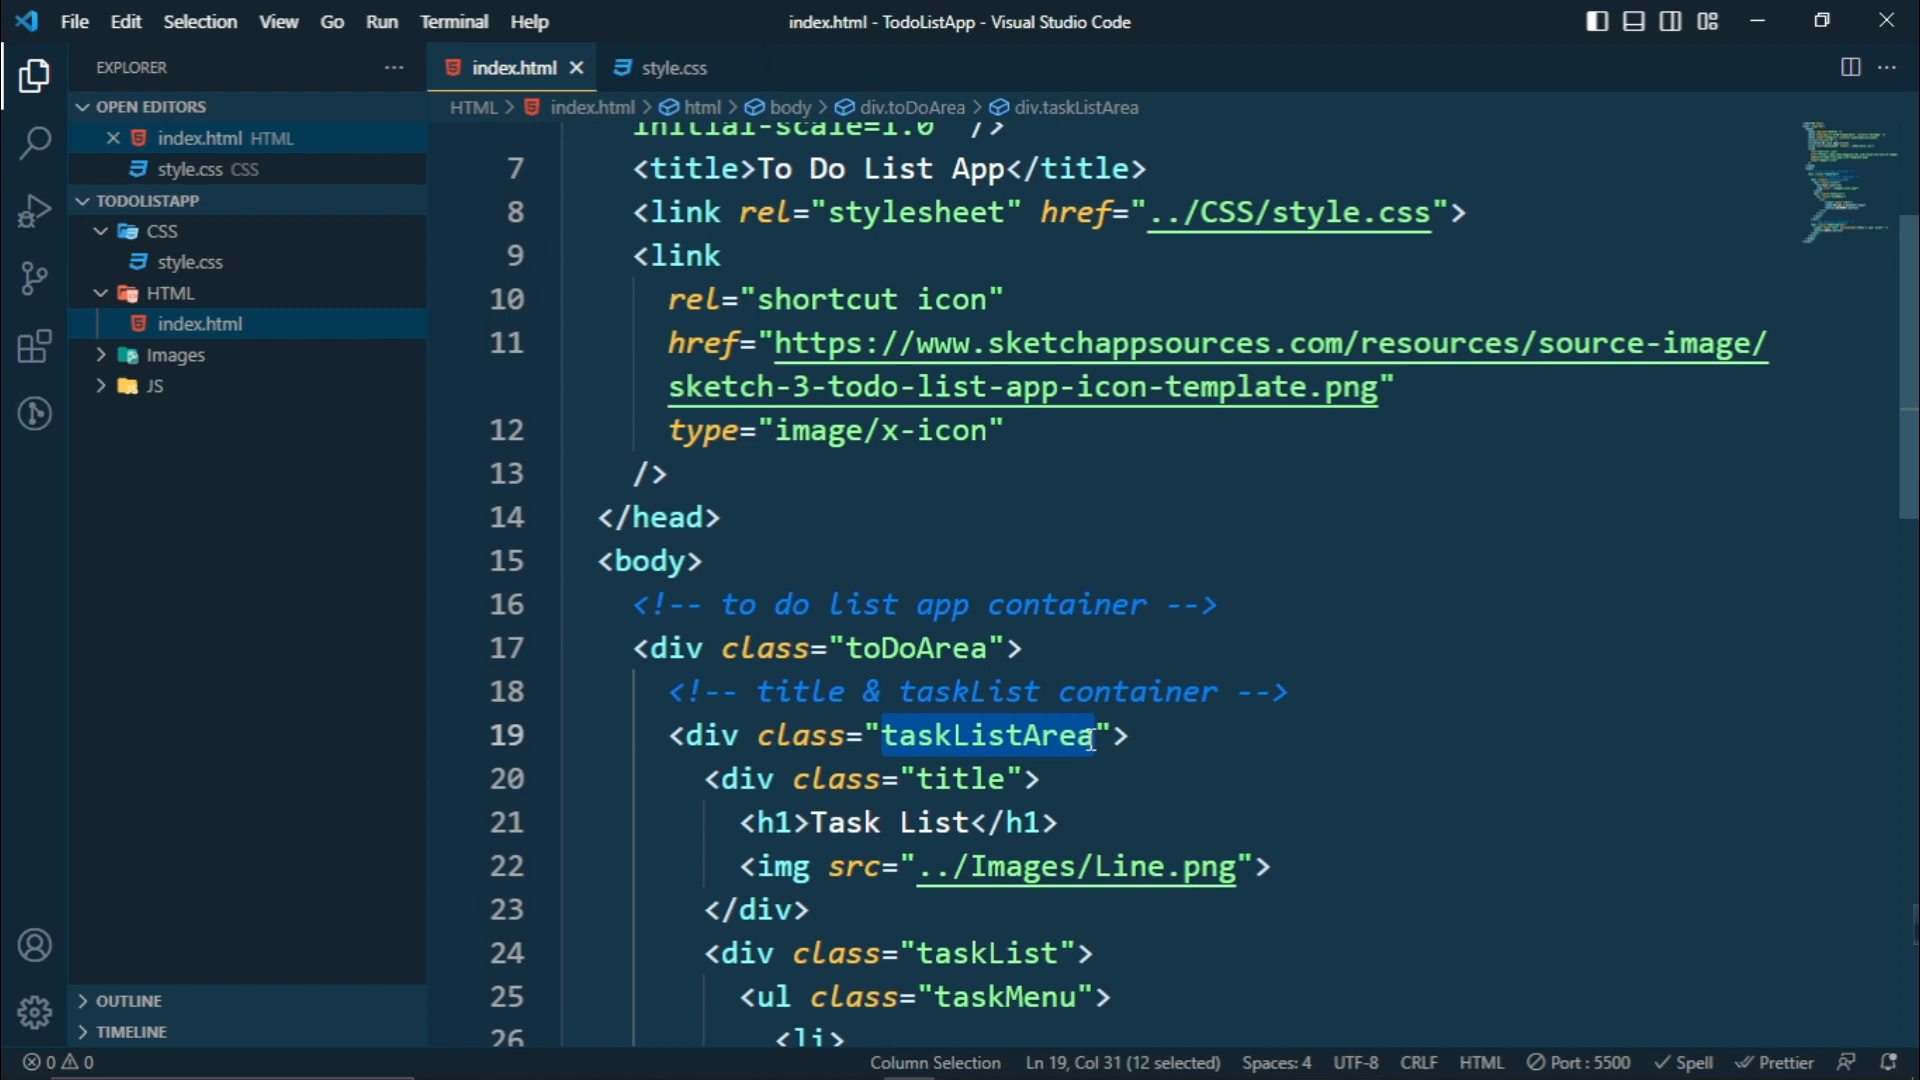 File Edit Selection View Go Run Terminal Help
index.html - TodoListApp - Visual Studio Code
EXPLORER
OPEN EDITORS
index.html HTML
style.css CSS
TODOLISTAPP
CSS
style.css
HTML
index.html
Images
JS
OUTLINE
TIMELINE
index.html style.css
HTML > index.html > html > body > div.toDoArea > div.taskListArea
initial-scale=1.0" />
7 <title>To Do List App</title>
8 <link rel="stylesheet" href="../CSS/style.css">
9 <link
10 rel="shortcut icon"
11 href="https://www.sketchappsources.com/resources/source-image/
sketch-3-todo-list-app-icon-template.png"
12 type="image/x-icon"
13 />
14 </head>
15 <body>
16 <!-- to do list app container -->
17 <div class="toDoArea">
18 <!-- title & taskList container -->
19 <div class="taskListArea">
20 <div class="title">
21 <h1>Task List</h1>
22 <img src="../Images/Line.png">
23 </div>
24 <div class="taskList">
25 <ul class="taskMenu">
26 <li>
0 0 Column Selection Ln 19, Col 31 (12 selected) Spaces: 4 UTF-8 CRLF HTML Port : 5500 Spell Prettier